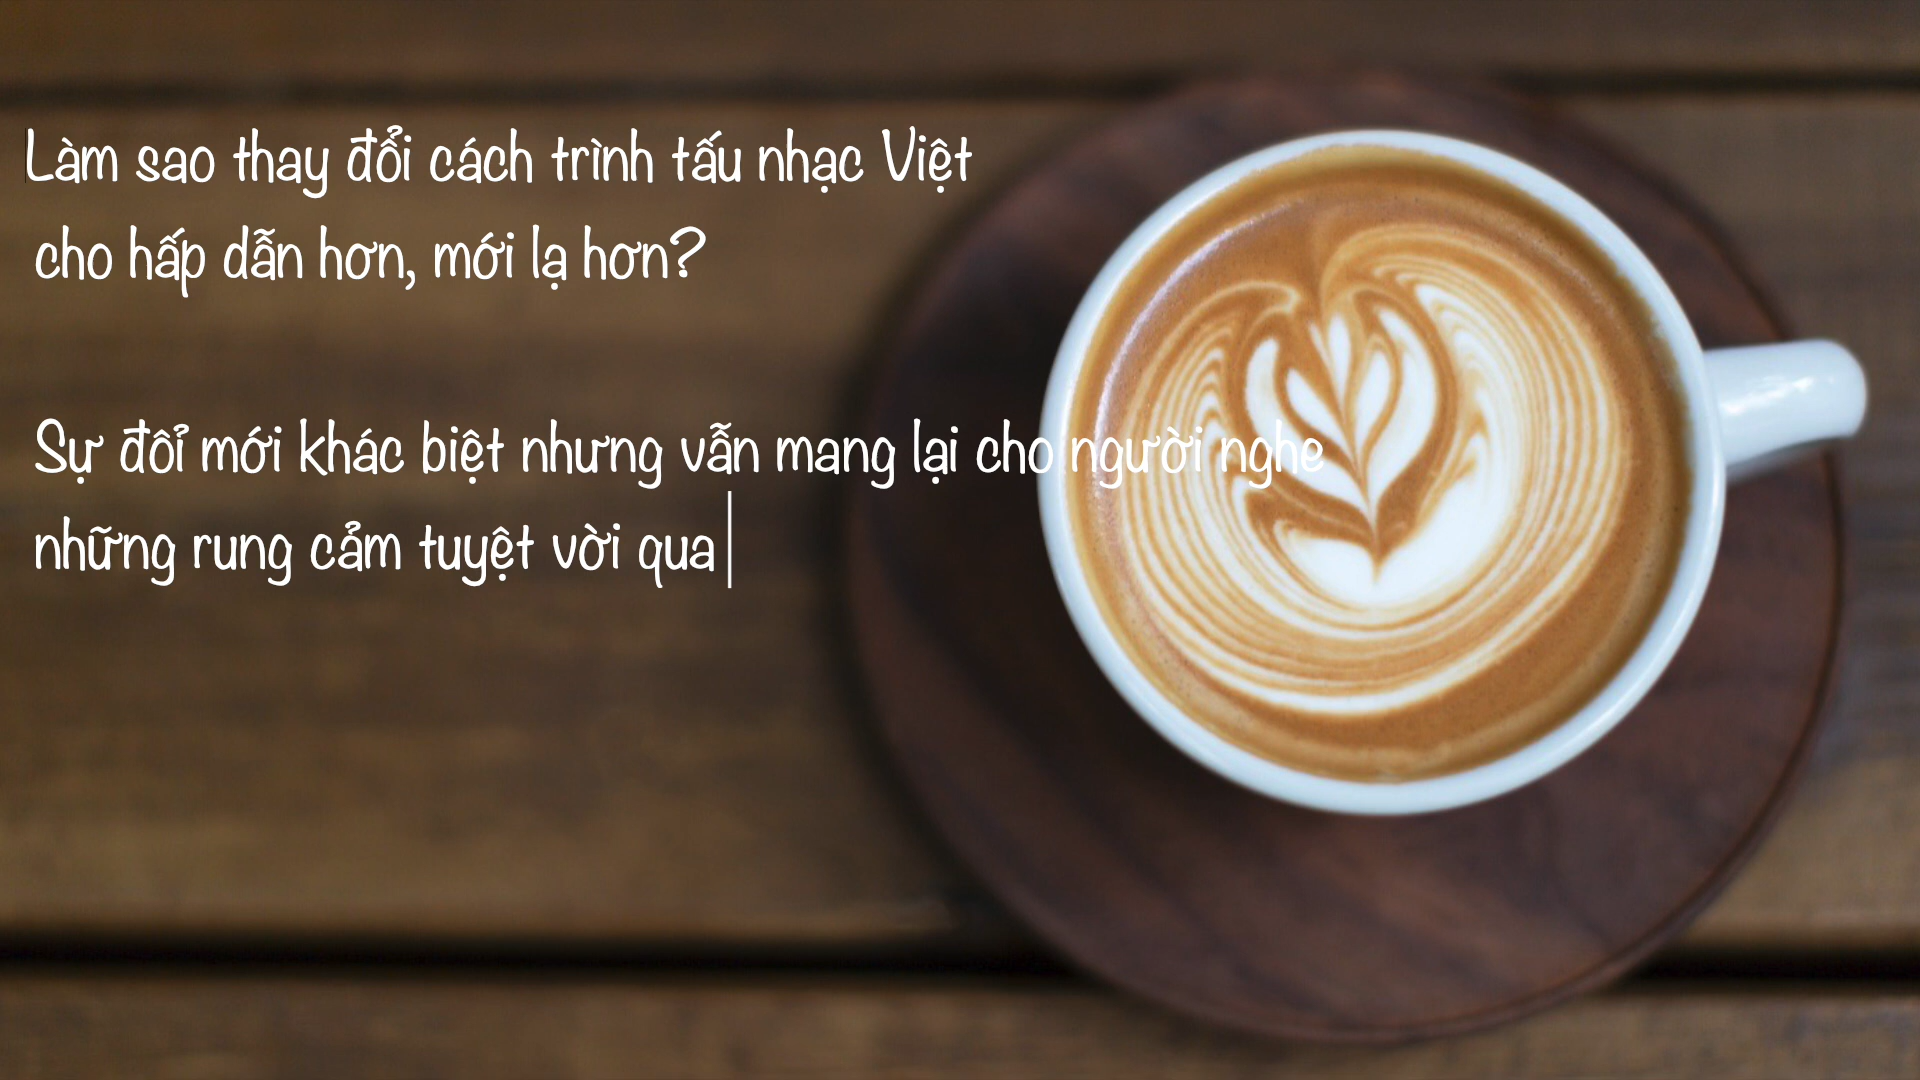 Làm sao thay đổi cách trình tấu nhạc Việt
cho hấp dẫn hơn, mới lạ hơn?
Sự đổi mới khác biệt nhưng vẫn mang lại cho người nghe
những rung cảm tuyệt vời qua